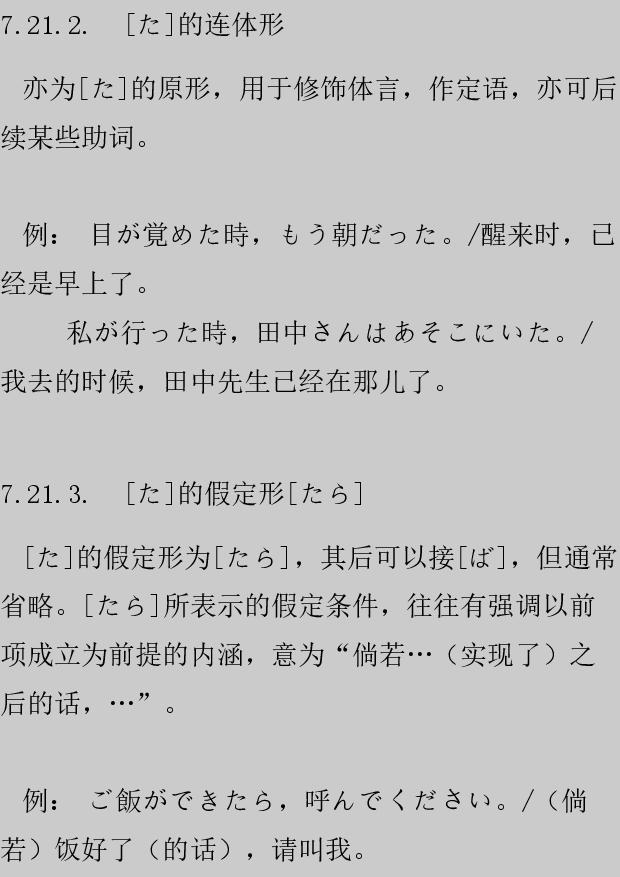 7.21.2. [た]的连体形
亦为[た]的原形，用于修饰体言，作定语，亦可后
续某些助词。
例： 目が覚めた時，もう朝だった。/醒来时，已
经是早上了。
私が行った時，田中さんはあそこにいた。/
我去的时候，田中先生已经在那儿了。
7.21.3. [た]的假定形[たら]
[た]的假定形为[たら]，其后可以接[ば]，但通常
省略。[たら]所表示的假定条件，往往有强调以前
项成立为前提的内涵，意为“倘若…（实现了）之
后的话，…”。
例： ご飯ができたら，呼んでください。/（倘
若）饭好了（的话），请叫我。